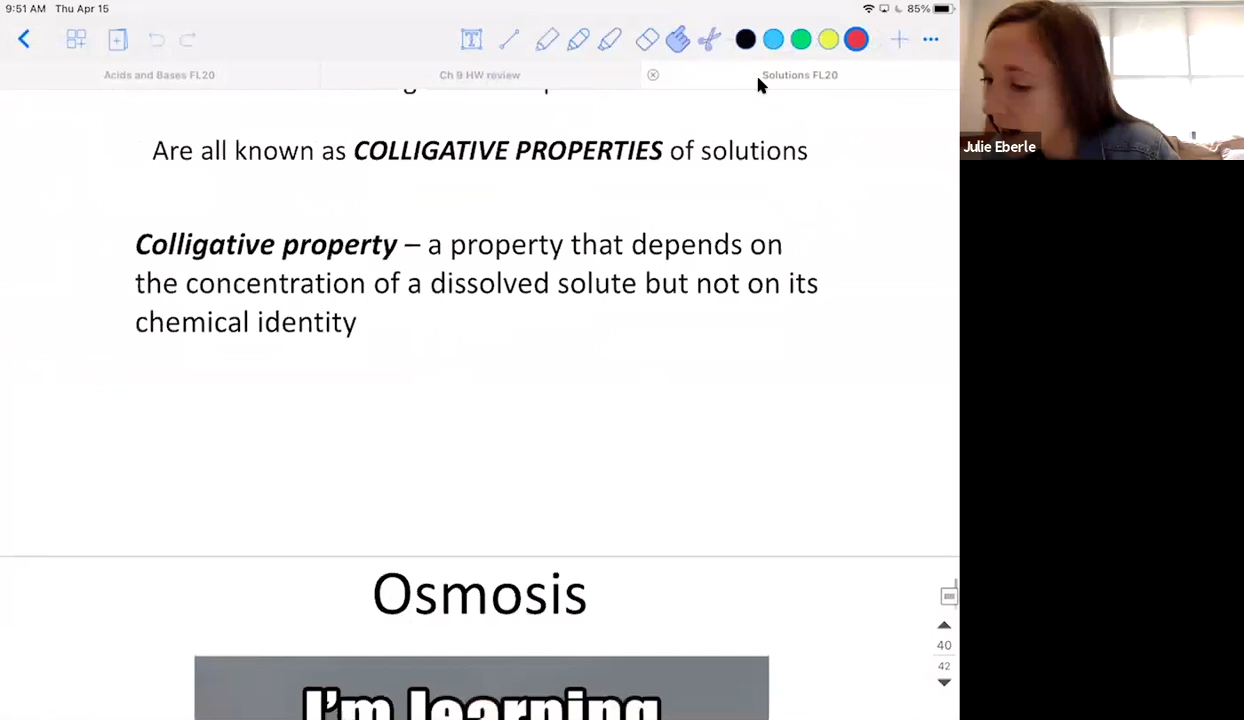 9:51 AM Thu Apr 15
85%
Acids and Bases FL20
Ch 9 HW review
Solutions FL20
Are all known as COLLIGATIVE PROPERTIES of solutions
Julie Eberle
Colligative property – a property that depends on
the concentration of a dissolved solute but not on its
chemical identity
Osmosis
40
42
I'm learning